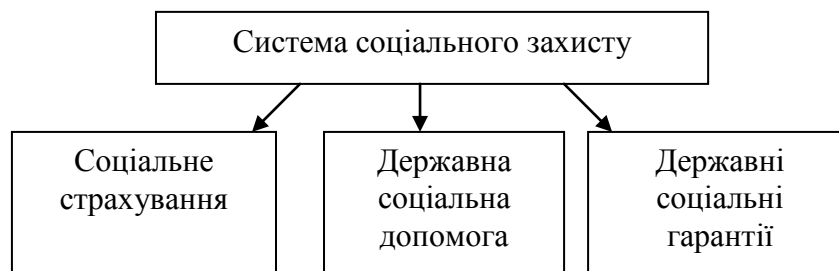 Система соціального захисту
Соціальне
страхування
Державна
соціальна
допомога
Державні
соціальні
гарантії